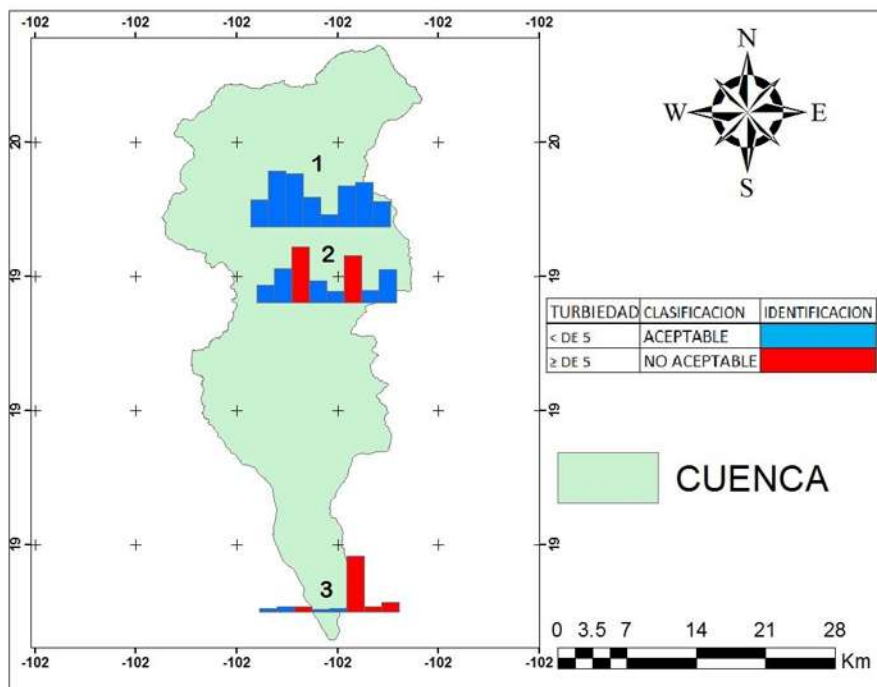 -102 -102 -102 -102 -102 -102
N
W E
S
20 20
1
2
19 19
TURBIEDAD CLASIFICACION IDENTIFICACION
< DE 5 ACEPTABLE
≥ DE 5 NO ACEPTABLE
19 19
CUENCA
19 19
3
0 3.5 7 14 21 28
Km
-102 -102 -102 -102 -102 -102